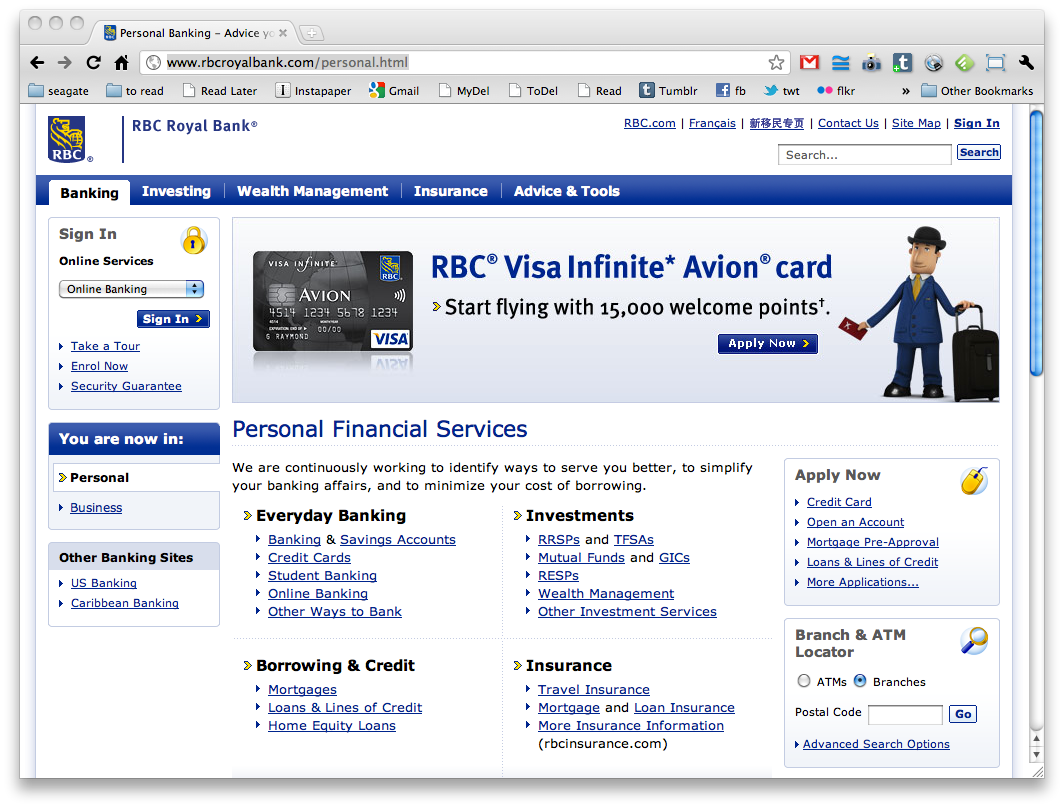 Personal Banking – Advice yo
www.rbcroyalbank.com/personal.html
seagate to read Read Later Instapaper Gmail MyDel ToDel Read Tumblr fb twt flkr » Other Bookmarks
RBC RBC Royal Bank®
RBC.com | Français | 新移民专页 | Contact Us | Site Map | Sign In
Search... Search
Banking Investing Wealth Management Insurance Advice & Tools
Sign In
Online Services
Online Banking
Sign In
Take a Tour
Enrol Now
Security Guarantee
VISA INFINITE RBC
AVION
4514 1234 5678 1234
4514
00/00
G RAYMOND
VISA
RBC® Visa Infinite* Avion® card
Start flying with 15,000 welcome points†.
Apply Now
You are now in:
Personal
Business
Other Banking Sites
US Banking
Caribbean Banking
Personal Financial Services
We are continuously working to identify ways to serve you better, to simplify
your banking affairs, and to minimize your cost of borrowing.
Everyday Banking
Banking & Savings Accounts
Credit Cards
Student Banking
Online Banking
Other Ways to Bank
Investments
RRSPs and TFSAs
Mutual Funds and GICs
RESPs
Wealth Management
Other Investment Services
Borrowing & Credit
Mortgages
Loans & Lines of Credit
Home Equity Loans
Insurance
Travel Insurance
Mortgage and Loan Insurance
More Insurance Information
(rbcinsurance.com)
Apply Now
Credit Card
Open an Account
Mortgage Pre-Approval
Loans & Lines of Credit
More Applications...
Branch & ATM
Locator
ATMs Branches
Postal Code Go
Advanced Search Options